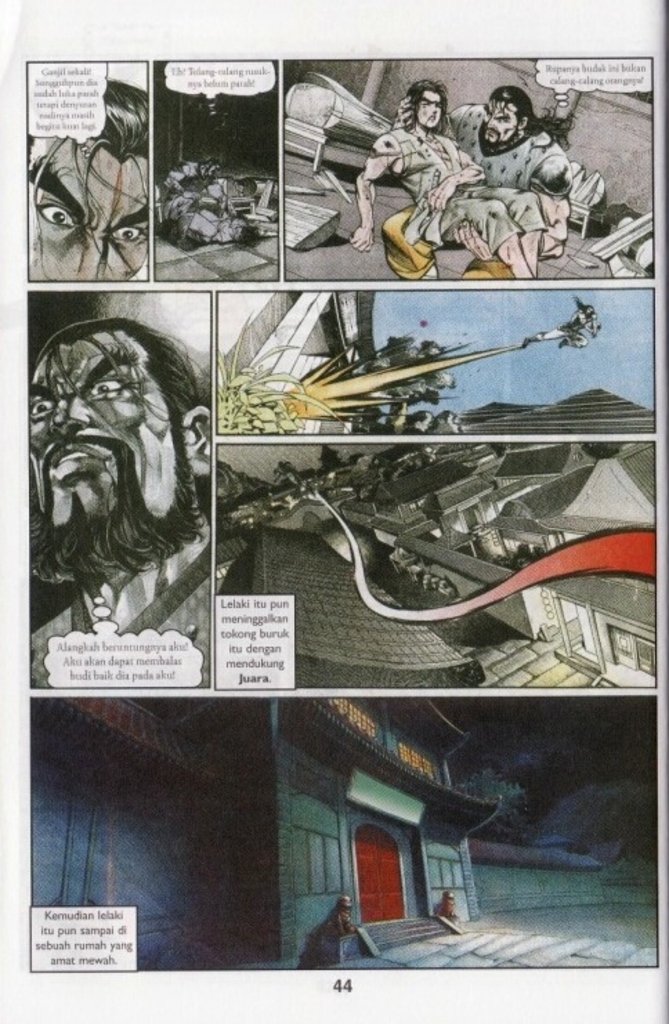 Ganjil sekali!
Sungguhpun dia
sudah luka parah
tetapi denyutan
nadinya masih
begitu kuat lagi.
Eh! Tulang-tulang rusuk-
nya belum parah!
Rupanya budak ini bukan
calang-calang orangnya!
Alangkah beruntungnya aku!
Aku akan dapat membalas
budi baik dia pada aku!
Lelaki itu pun
meninggalkan
tokong buruk
itu dengan
mendukung
Juara.
Kemudian lelaki
itu pun sampai di
sebuah rumah yang
amat mewah.
44